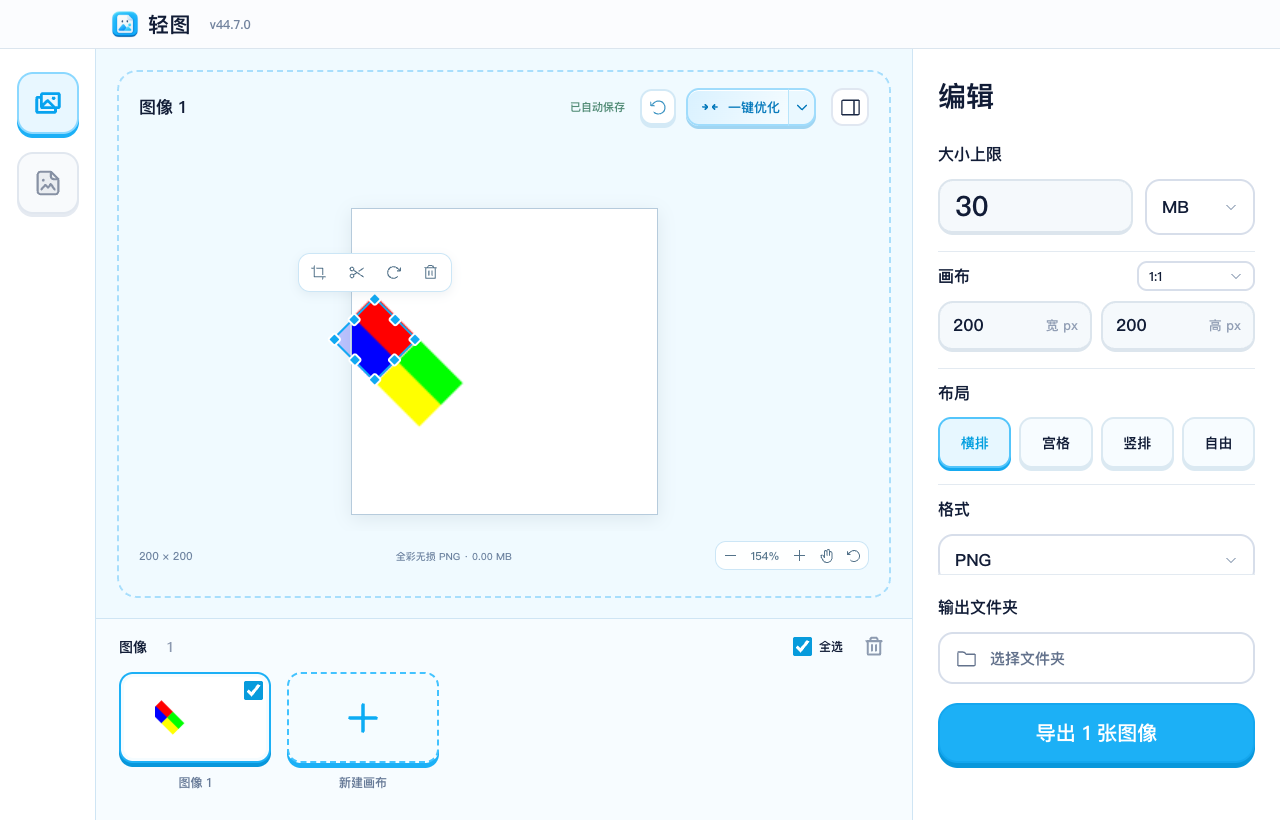 轻图 v44.7.0
图像 1
已自动保存
一键优化
200 × 200
全彩无损 PNG · 0.00 MB
154%
图像 1
全选
图像 1
新建画布
编辑
大小上限
30
MB
画布
1:1
200 宽 px
200 高 px
布局
横排
宫格
竖排
自由
格式
PNG
输出文件夹
选择文件夹
导出 1 张图像